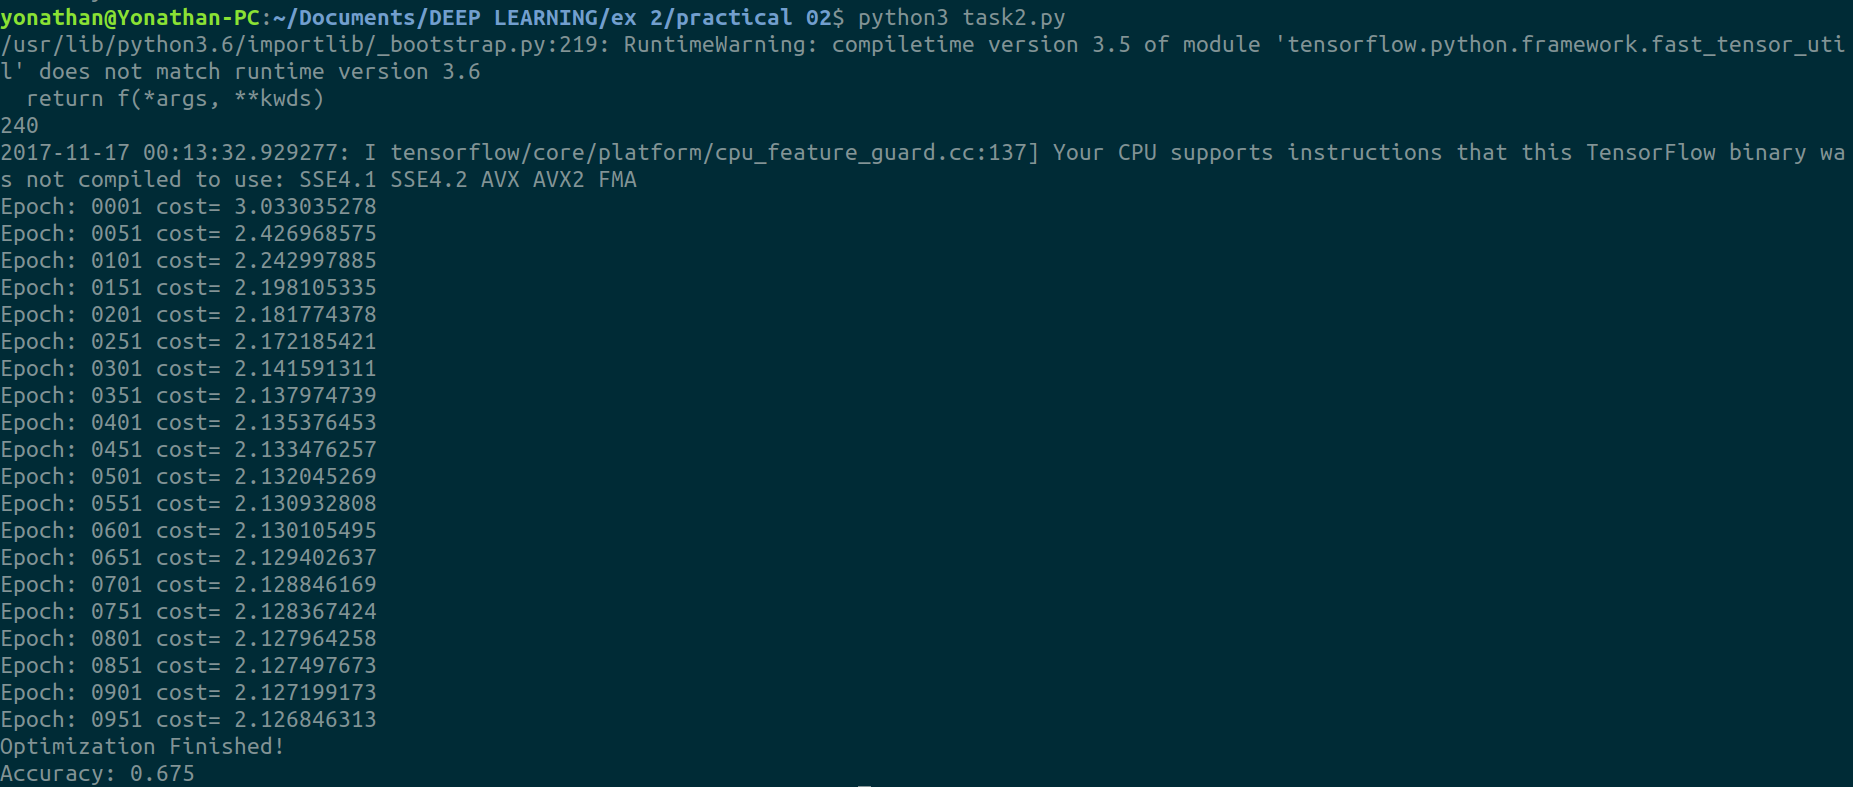 yonathan@Yonathan-PC:~/Documents/DEEP LEARNING/ex 2/practical 02$ python3 task2.py
/usr/lib/python3.6/importlib/_bootstrap.py:219: RuntimeWarning: compiletime version 3.5 of module 'tensorflow.python.framework.fast_tensor_uti
l' does not match runtime version 3.6
  return f(*args, **kwds)
240
2017-11-17 00:13:32.929277: I tensorflow/core/platform/cpu_feature_guard.cc:137] Your CPU supports instructions that this TensorFlow binary wa
s not compiled to use: SSE4.1 SSE4.2 AVX AVX2 FMA
Epoch: 0001 cost= 3.033035278
Epoch: 0051 cost= 2.426968575
Epoch: 0101 cost= 2.242997885
Epoch: 0151 cost= 2.198105335
Epoch: 0201 cost= 2.181774378
Epoch: 0251 cost= 2.172185421
Epoch: 0301 cost= 2.141591311
Epoch: 0351 cost= 2.137974739
Epoch: 0401 cost= 2.135376453
Epoch: 0451 cost= 2.133476257
Epoch: 0501 cost= 2.132045269
Epoch: 0551 cost= 2.130932808
Epoch: 0601 cost= 2.130105495
Epoch: 0651 cost= 2.129402637
Epoch: 0701 cost= 2.128846169
Epoch: 0751 cost= 2.128367424
Epoch: 0801 cost= 2.127964258
Epoch: 0851 cost= 2.127497673
Epoch: 0901 cost= 2.127199173
Epoch: 0951 cost= 2.126846313
Optimization Finished!
Accuracy: 0.675